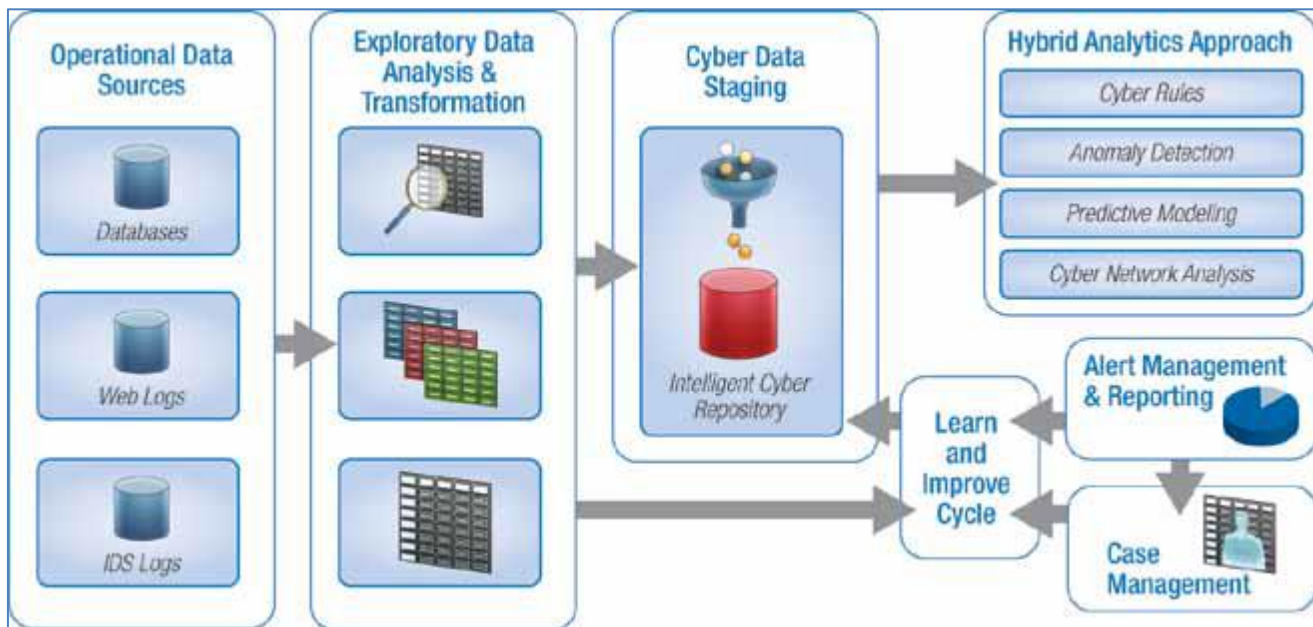 Operational Data
Sources
Databases
Web Logs
IDS Logs
Exploratory Data
Analysis &
Transformation
Cyber Data
Staging
Intelligent Cyber
Repository
Hybrid Analytics Approach
Cyber Rules
Anomaly Detection
Predictive Modeling
Cyber Network Analysis
Alert Management
& Reporting
Learn
and
Improve
Cycle
Case
Management